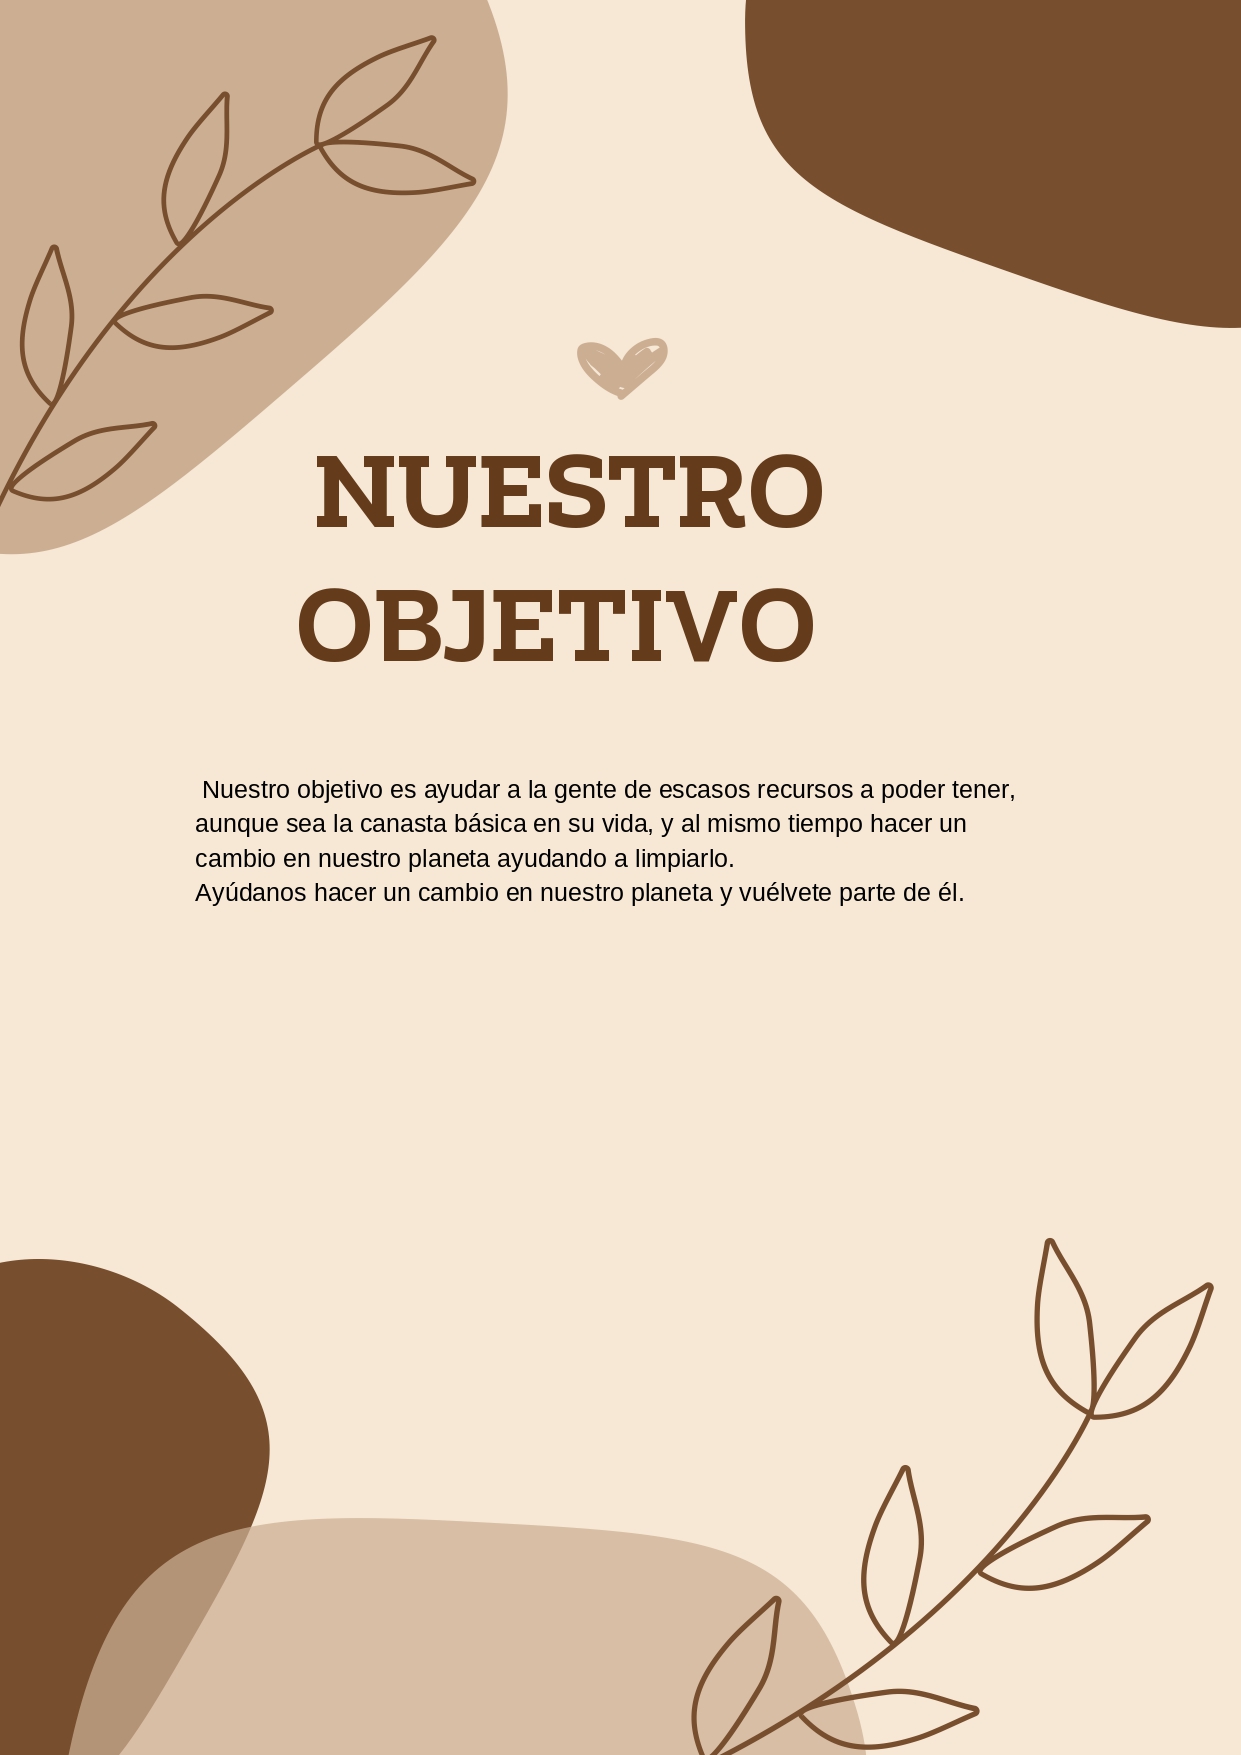 NUESTRO
OBJETIVO
Nuestro objetivo es ayudar a la gente de escasos recursos a poder tener,
aunque sea la canasta básica en su vida, y al mismo tiempo hacer un
cambio en nuestro planeta ayudando a limpiarlo.
Ayúdanos hacer un cambio en nuestro planeta y vuélvete parte de él.